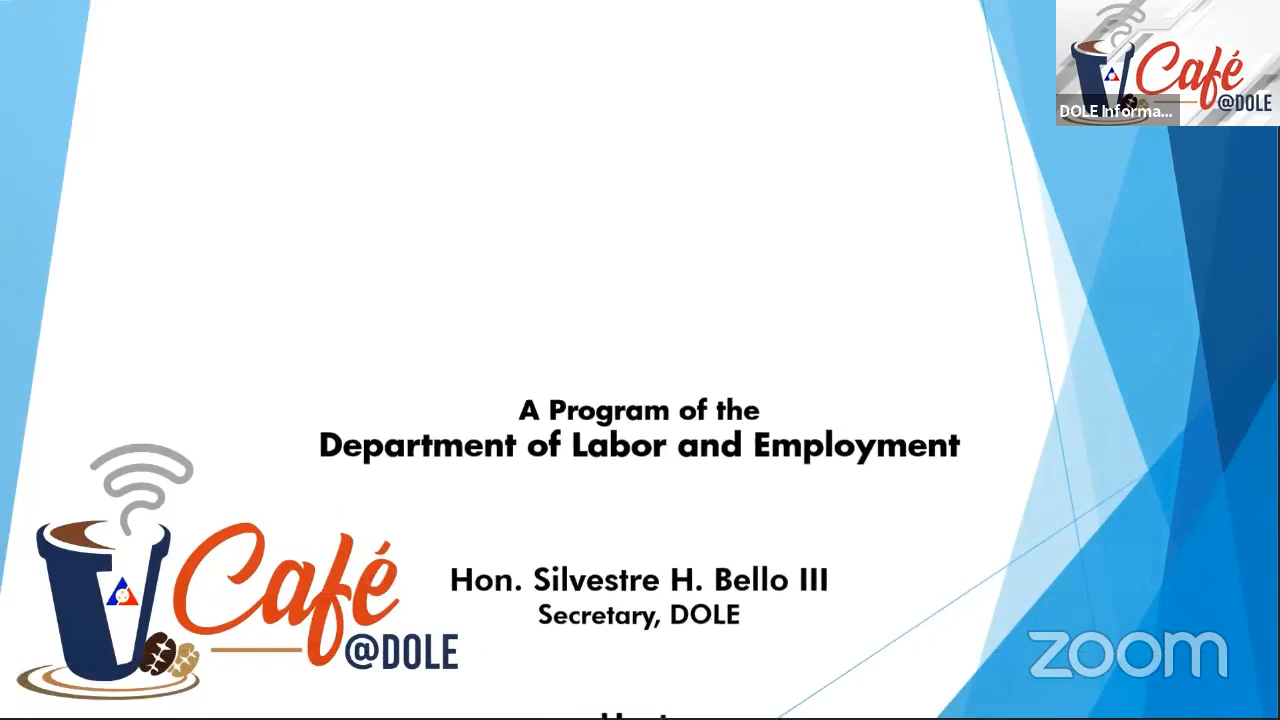 Café
@DOLE
DOLE Informa...
A Program of the
Department of Labor and Employment
Hon. Silvestre H. Bello III
Secretary, DOLE
Café
@DOLE
zoom